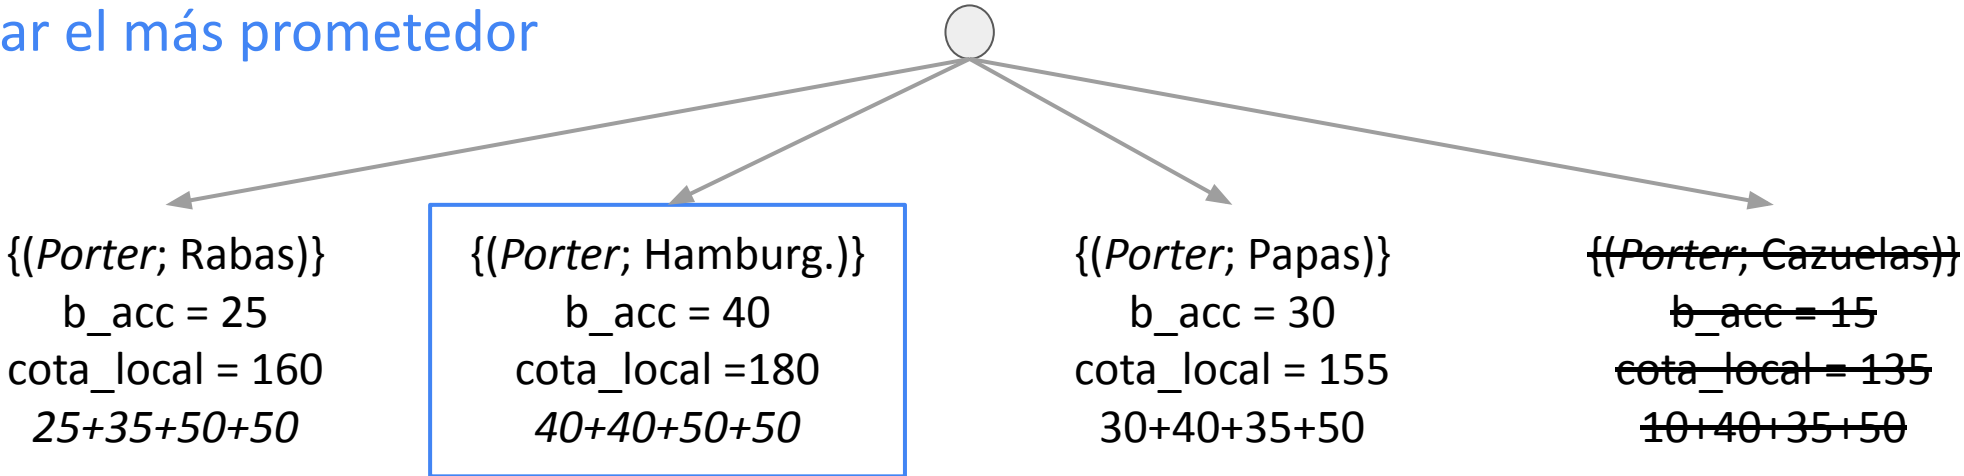 ar el más prometedor
{(Porter; Rabas)}
b_acc = 25
cota_local = 160
25+35+50+50
{(Porter; Hamburg.)}
b_acc = 40
cota_local =180
40+40+50+50
{(Porter; Papas)}
b_acc = 30
cota_local = 155
30+40+35+50
{(Porter; Cazuelas)}
b_acc = 15
cota_local = 135
10+40+35+50